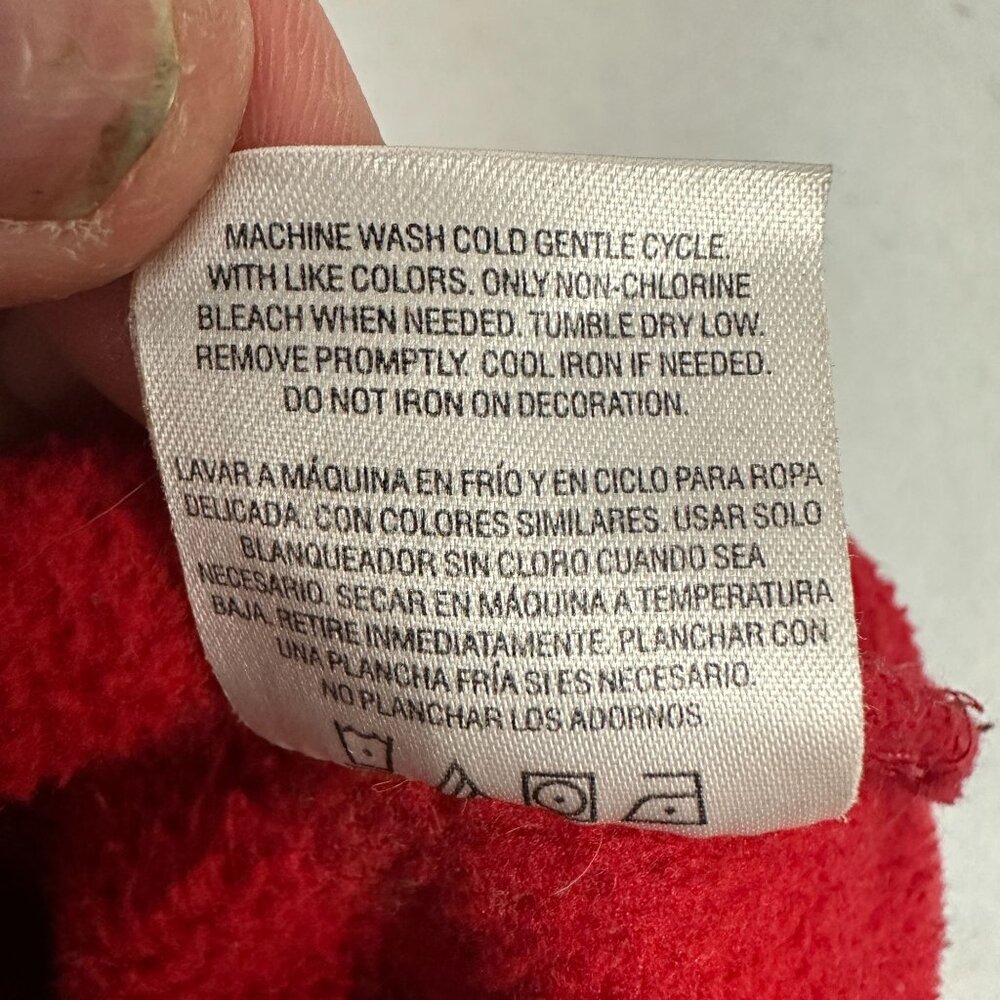 MACHINE WASH COLD GENTLE CYCLE.
WITH LIKE COLORS. ONLY NON-CHLORINE
BLEACH WHEN NEEDED. TUMBLE DRY LOW.
REMOVE PROMPTLY. COOL IRON IF NEEDED.
DO NOT IRON ON DECORATION.
LAVAR A MÁQUINA EN FRÍO Y EN CICLO PARA ROPA
DELICADA. CON COLORES SIMILARES. USAR SOLO
BLANQUEADOR SIN CLORO CUANDO SEA
NECESARIO. SECAR EN MÁQUINA A TEMPERATURA
BAJA. RETIRE INMEDIATAMENTE. PLANCHAR CON
UNA PLANCHA FRÍA SI ES NECESARIO.
NO PLANCHAR LOS ADORNOS